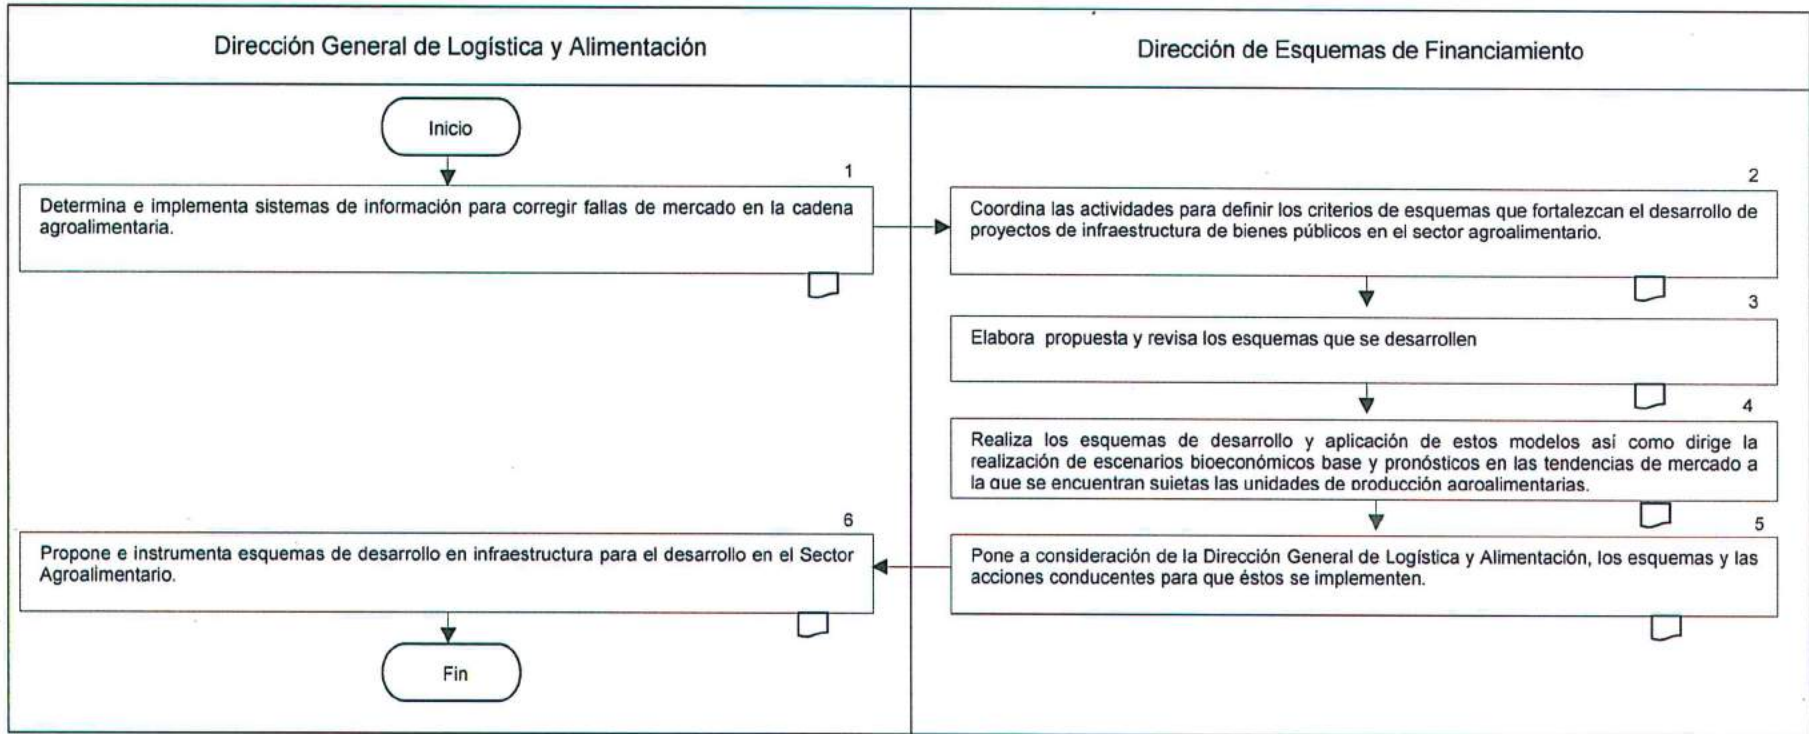 Dirección General de Logística y Alimentación
Dirección de Esquemas de Financiamiento
Inicio
1
Determina e implementa sistemas de información para corregir fallas de mercado en la cadena
agroalimentaria.
2
Coordina las actividades para definir los criterios de esquemas que fortalezcan el desarrollo de
proyectos de infraestructura de bienes públicos en el sector agroalimentario.
3
Elabora propuesta y revisa los esquemas que se desarrollen
4
Realiza los esquemas de desarrollo y aplicación de estos modelos así como dirige la
realización de escenarios bioeconómicos base y pronósticos en las tendencias de mercado a
la que se encuentran sujetas las unidades de producción agroalimentarias.
5
Pone a consideración de la Dirección General de Logística y Alimentación, los esquemas y las
acciones conducentes para que éstos se implementen.
6
Propone e instrumenta esquemas de desarrollo en infraestructura para el desarrollo en el Sector
Agroalimentario.
Fin